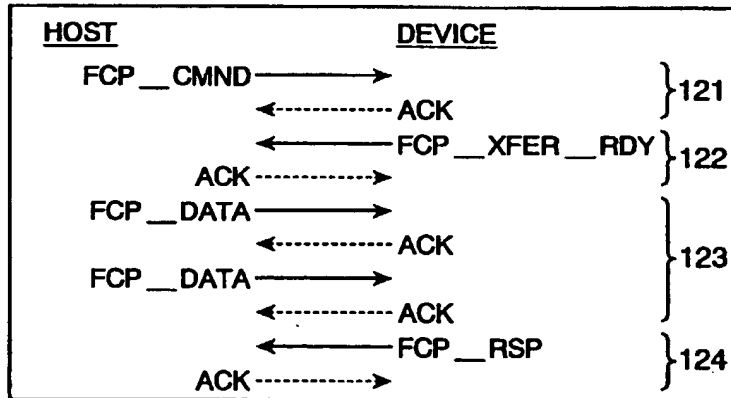 HOST DEVICE
FCP__CMND
ACK 121
FCP__XFER__RDY 122
ACK
FCP__DATA
ACK 123
FCP__DATA
ACK
FCP__RSP 124
ACK